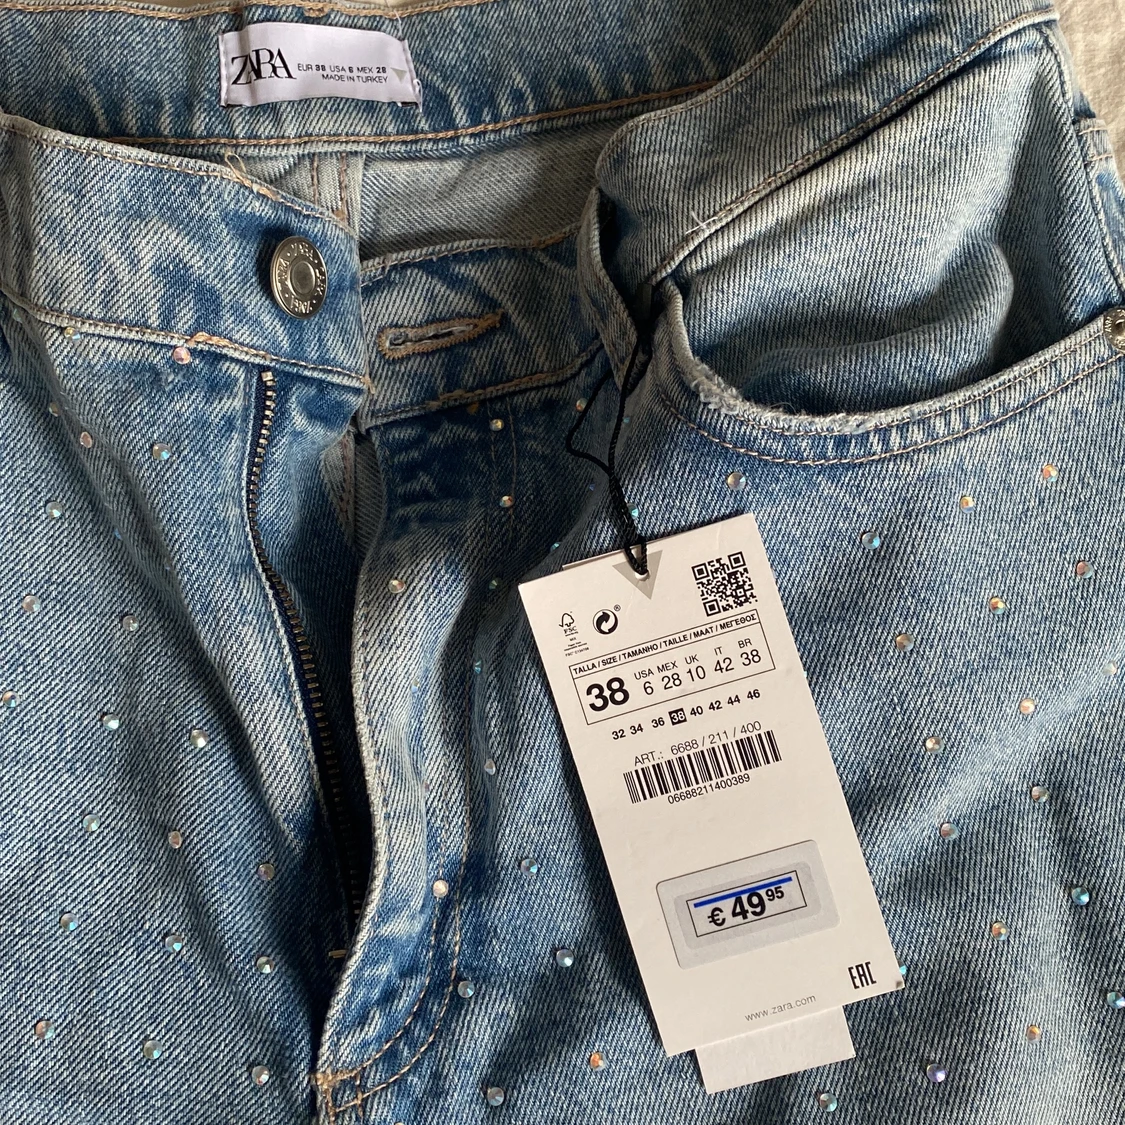 ZARA
EUR 38 USA 6 MEX 28
MADE IN TURKEY
FSC
®
TALLA / SIZE / TAMANHO / TAILLE / MAAT / ΜΕΓΕΘΟΣ
USA MEX UK IT BR
38 6 28 10 42 38
32 34 36 38 40 42 44 46
ART.: 6688 / 211 / 400
06688211400389
€ 49 95
EAC
www.zara.com